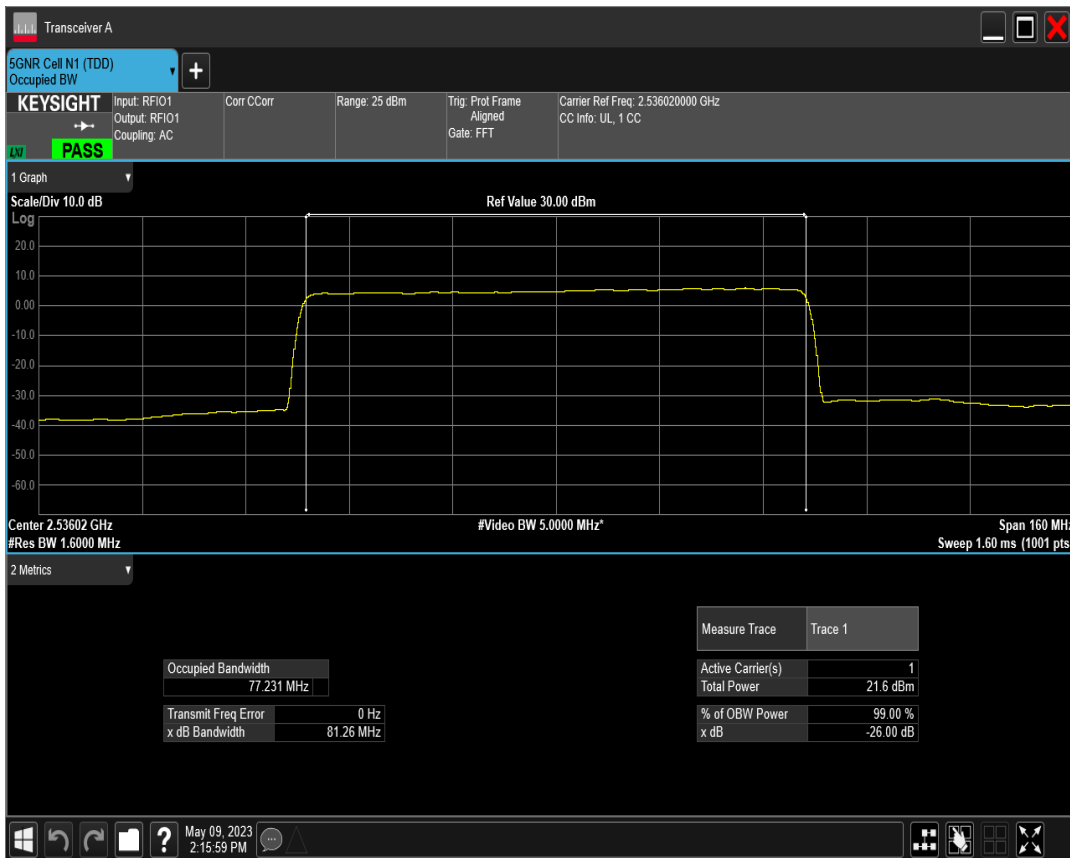 Transceiver A
5GNR Cell N1 (TDD)
Occupied BW
+
KEYSIGHT
LXI
PASS
Input: RFIO1
Output: RFIO1
Coupling: AC
Corr CCorr
Range: 25 dBm
Trig: Prot Frame
Aligned
Gate: FFT
Carrier Ref Freq: 2.536020000 GHz
CC Info: UL, 1 CC
1 Graph
Scale/Div 10.0 dB
Ref Value 30.00 dBm
Log
20.0
10.0
0.00
-10.0
-20.0
-30.0
-40.0
-50.0
-60.0
Center 2.53602 GHz
#Video BW 5.0000 MHz*
Span 160 MHz
#Res BW 1.6000 MHz
Sweep 1.60 ms (1001 pts
2 Metrics
Measure Trace Trace 1
Occupied Bandwidth
77.231 MHz
Transmit Freq Error 0 Hz
x dB Bandwidth 81.26 MHz
Active Carrier(s) 1
Total Power 21.6 dBm
% of OBW Power 99.00 %
x dB -26.00 dB
?
May 09, 2023
2:15:59 PM